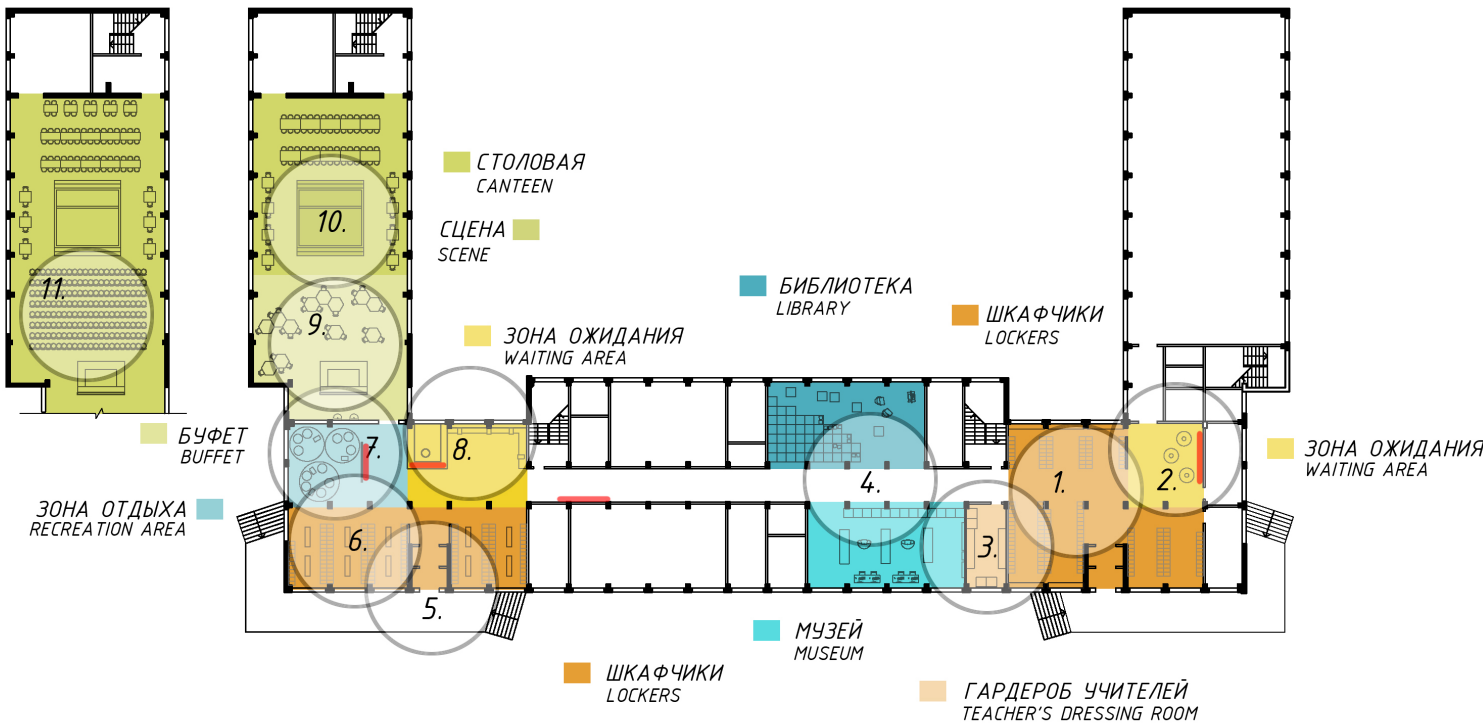 СТОЛОВАЯ
CANTEEN
10.
СЦЕНА
SCENE
11.
БИБЛИОТЕКА
LIBRARY
9.
ШКАФЧИКИ
LOCKERS
ЗОНА ОЖИДАНИЯ
WAITING AREA
БУФЕТ
BUFFET
7.
8.
4.
1.
2.
ЗОНА ОЖИДАНИЯ
WAITING AREA
ЗОНА ОТДЫХА
RECREATION AREA
6.
3.
5.
МУЗЕЙ
MUSEUM
ШКАФЧИКИ
LOCKERS
ГАРДЕРОБ УЧИТЕЛЕЙ
TEACHER'S DRESSING ROOM